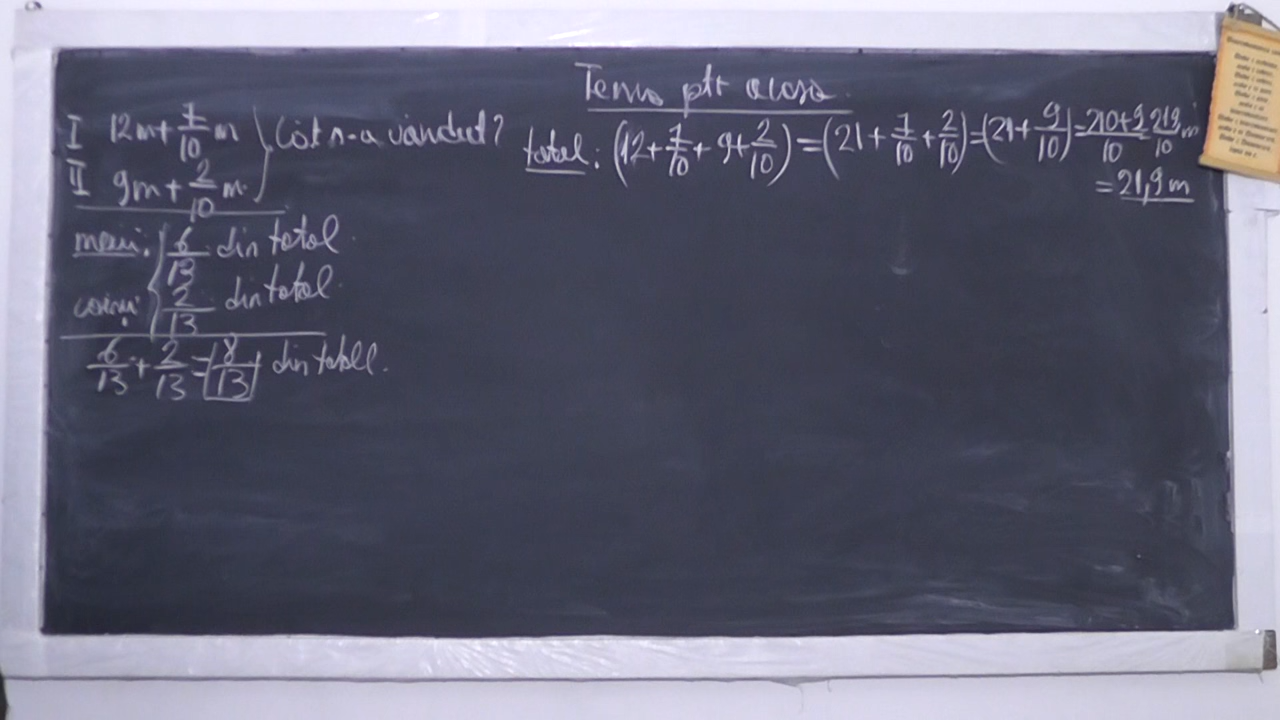 Tema ptr acasă
I 12m + 7/10 m
II 9m + 2/10 m.
Cât s-a vândut?
total: (12 + 7/10 + 9 + 2/10) = (21 + 7/10 + 2/10) = (21 + 9/10) = 210+9/10 219/10 m
= 21,9 m
6/13 din total.
2/13 din total.
6/13 + 2/13 = 8/13 din total.